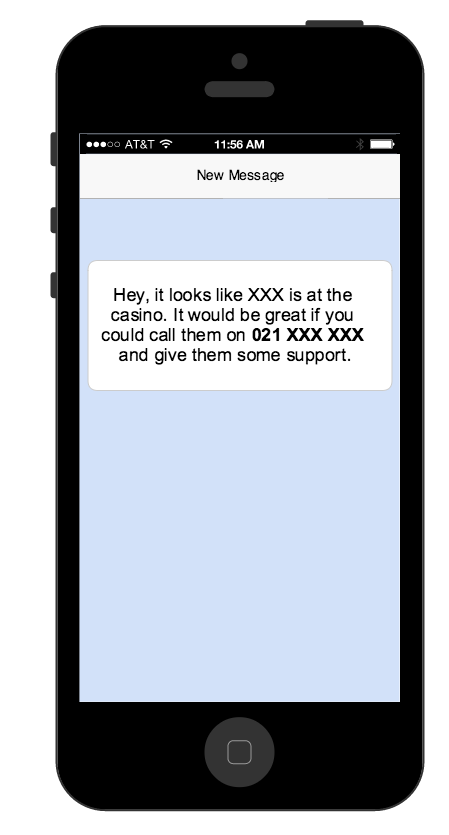 AT&T 11:56 AM
New Message
Hey, it looks like XXX is at the
casino. It would be great if you
could call them on 021 XXX XXX
and give them some support.